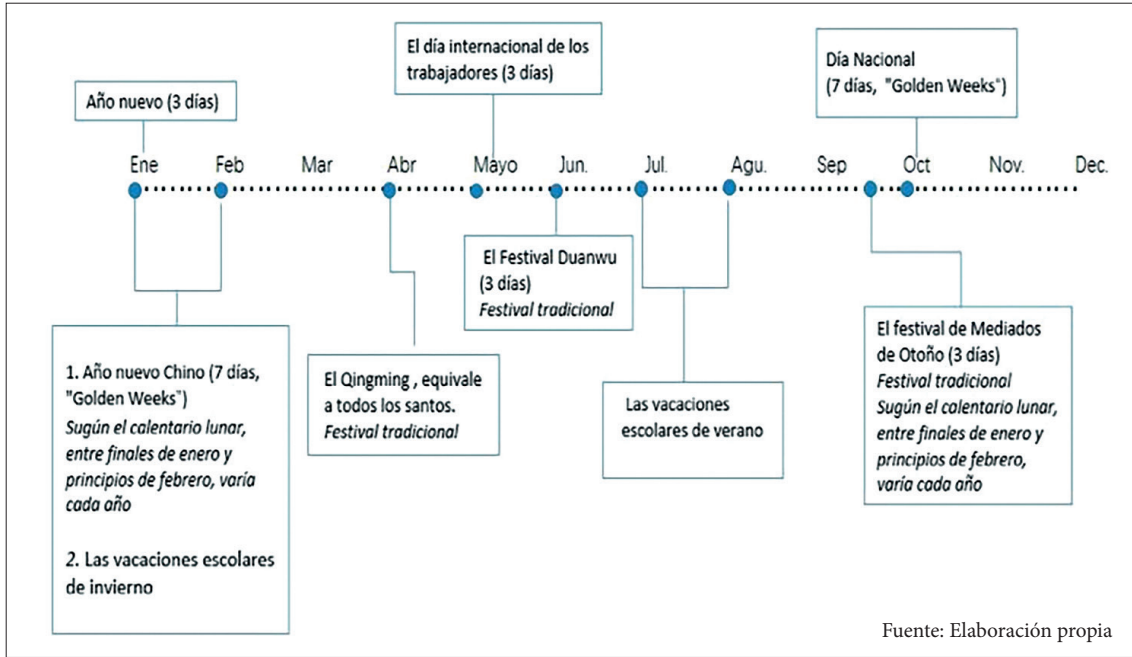 El día internacional de los
trabajadores (3 días)
Día Nacional
(7 días, "Golden Weeks")
Año nuevo (3 días)
Ene Feb Mar Abr Mayo Jun. Jul. Agu. Sep Oct Nov. Dec.
El Festival Duanwu
(3 días)
Festival tradicional
1. Año nuevo Chino (7 días,
"Golden Weeks")
Sugún el calentario lunar,
entre finales de enero y
principios de febrero, varía
cada año
2. Las vacaciones escolares
de invierno
El Qingming , equivale
a todos los santos.
Festival tradicional
Las vacaciones
escolares de verano
El festival de Mediados
de Otoño (3 días)
Festival tradicional
Sugún el calentario lunar,
entre finales de enero y
principios de febrero,
varía cada año
Fuente: Elaboración propia